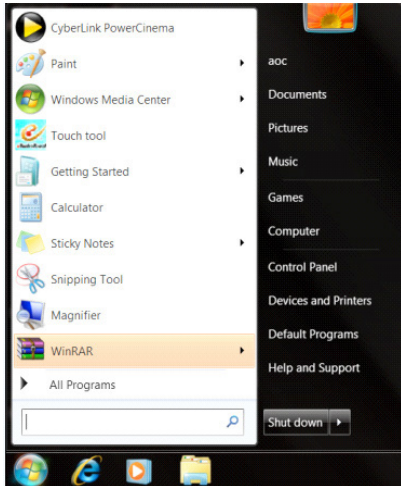 CyberLink PowerCinema
Paint
Windows Media Center
Touch tool
Getting Started
Calculator
Sticky Notes
Snipping Tool
Magnifier
WinRAR
All Programs
aoc
Documents
Pictures
Music
Games
Computer
Control Panel
Devices and Printers
Default Programs
Help and Support
Shut down